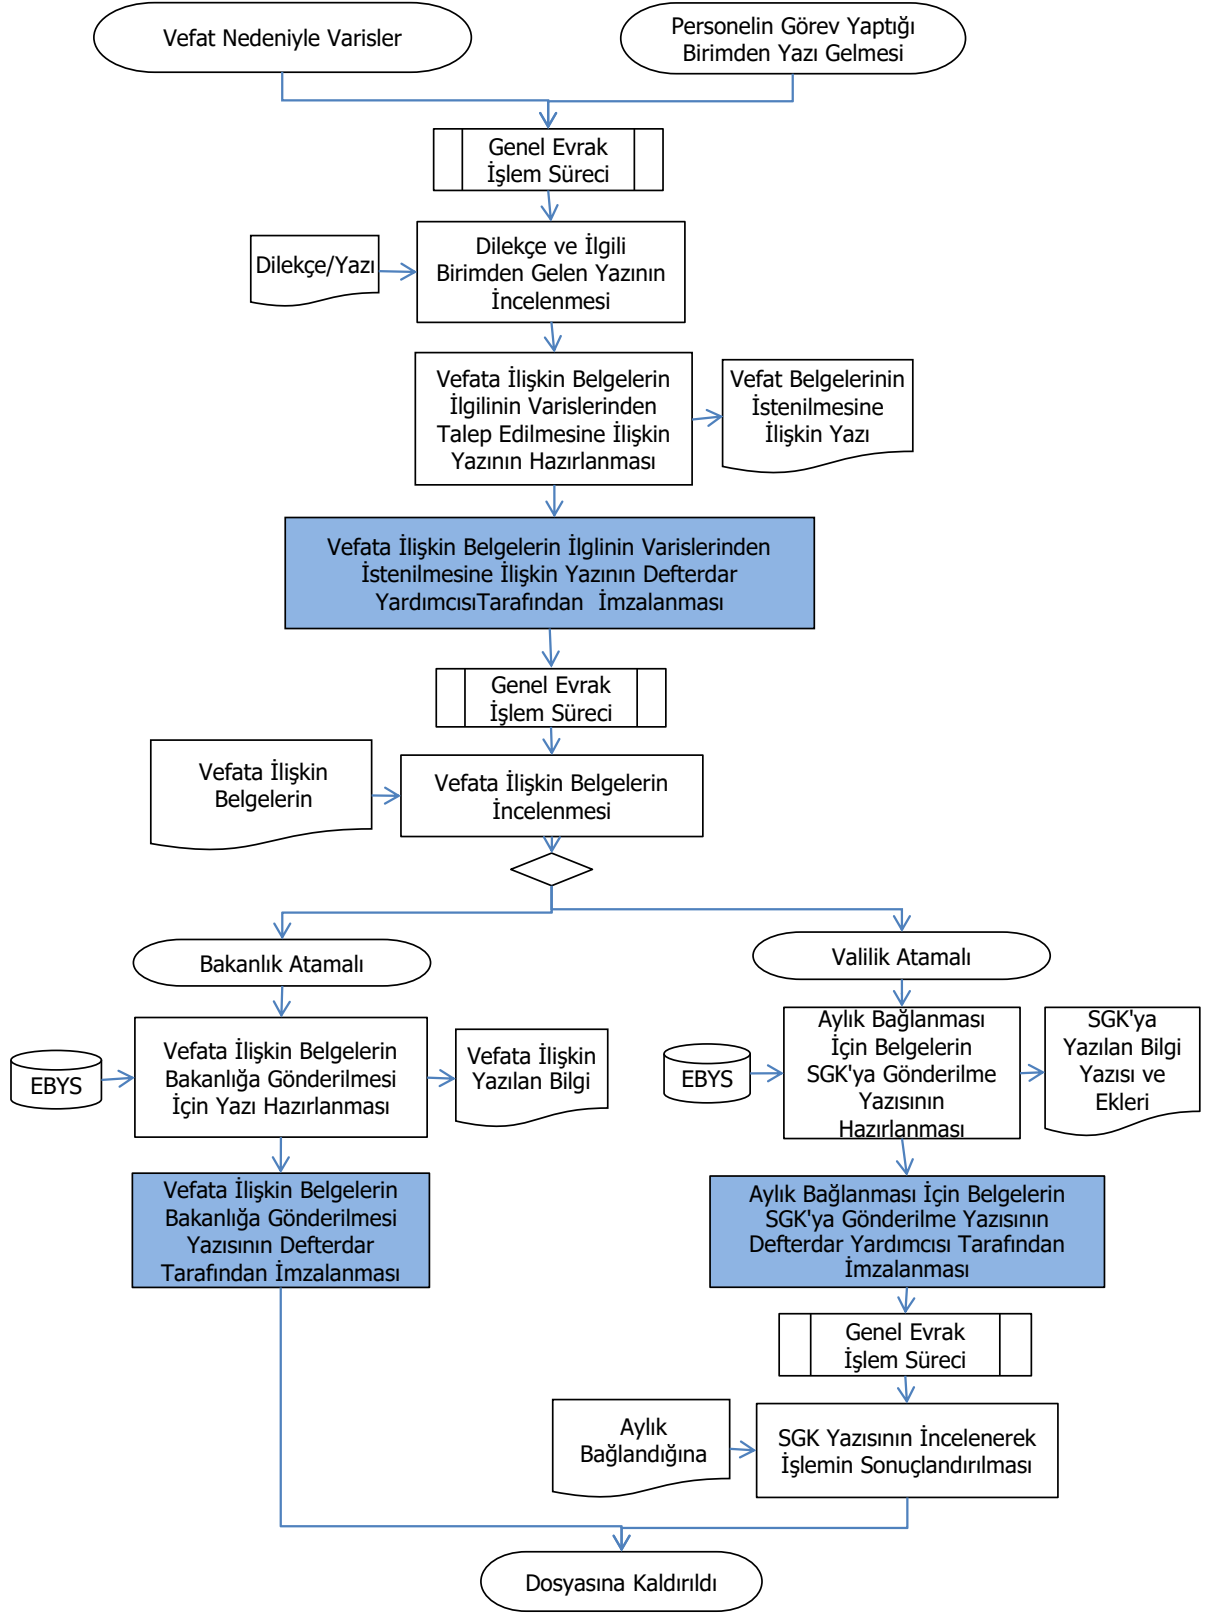 Vefat Nedeniyle Varisler
Personelin Görev Yaptığı
Birimden Yazı Gelmesi
Genel Evrak
İşlem Süreci
Dilekçe/Yazı
Dilekçe ve İlgili
Birimden Gelen Yazının
İncelenmesi
Vefata İlişkin Belgelerin
İlgilinin Varislerinden
Talep Edilmesine İlişkin
Yazının Hazırlanması
Vefat Belgelerinin
İstenilmesine
İlişkin Yazı
Vefata İlişkin Belgelerin İlglinin Varislerinden
İstenilmesine İlişkin Yazının Defterdar
YardımcısıTarafından  İmzalanması
Genel Evrak
İşlem Süreci
Vefata İlişkin
Belgelerin
Vefata İlişkin Belgelerin
İncelenmesi
Bakanlık Atamalı
Valilik Atamalı
EBYS
Vefata İlişkin Belgelerin
Bakanlığa Gönderilmesi
İçin Yazı Hazırlanması
Vefata İlişkin
Yazılan Bilgi
EBYS
Aylık Bağlanması
İçin Belgelerin
SGK'ya Gönderilme
Yazısının
Hazırlanması
SGK'ya
Yazılan Bilgi
Yazısı ve
Ekleri
Vefata İlişkin Belgelerin
Bakanlığa Gönderilmesi
Yazısının Defterdar
Tarafından İmzalanması
Aylık Bağlanması İçin Belgelerin
SGK'ya Gönderilme Yazısının
Defterdar Yardımcısı Tarafından
İmzalanması
Genel Evrak
İşlem Süreci
Aylık
Bağlandığına
SGK Yazısının İncelenerek
İşlemin Sonuçlandırılması
Dosyasına Kaldırıldı